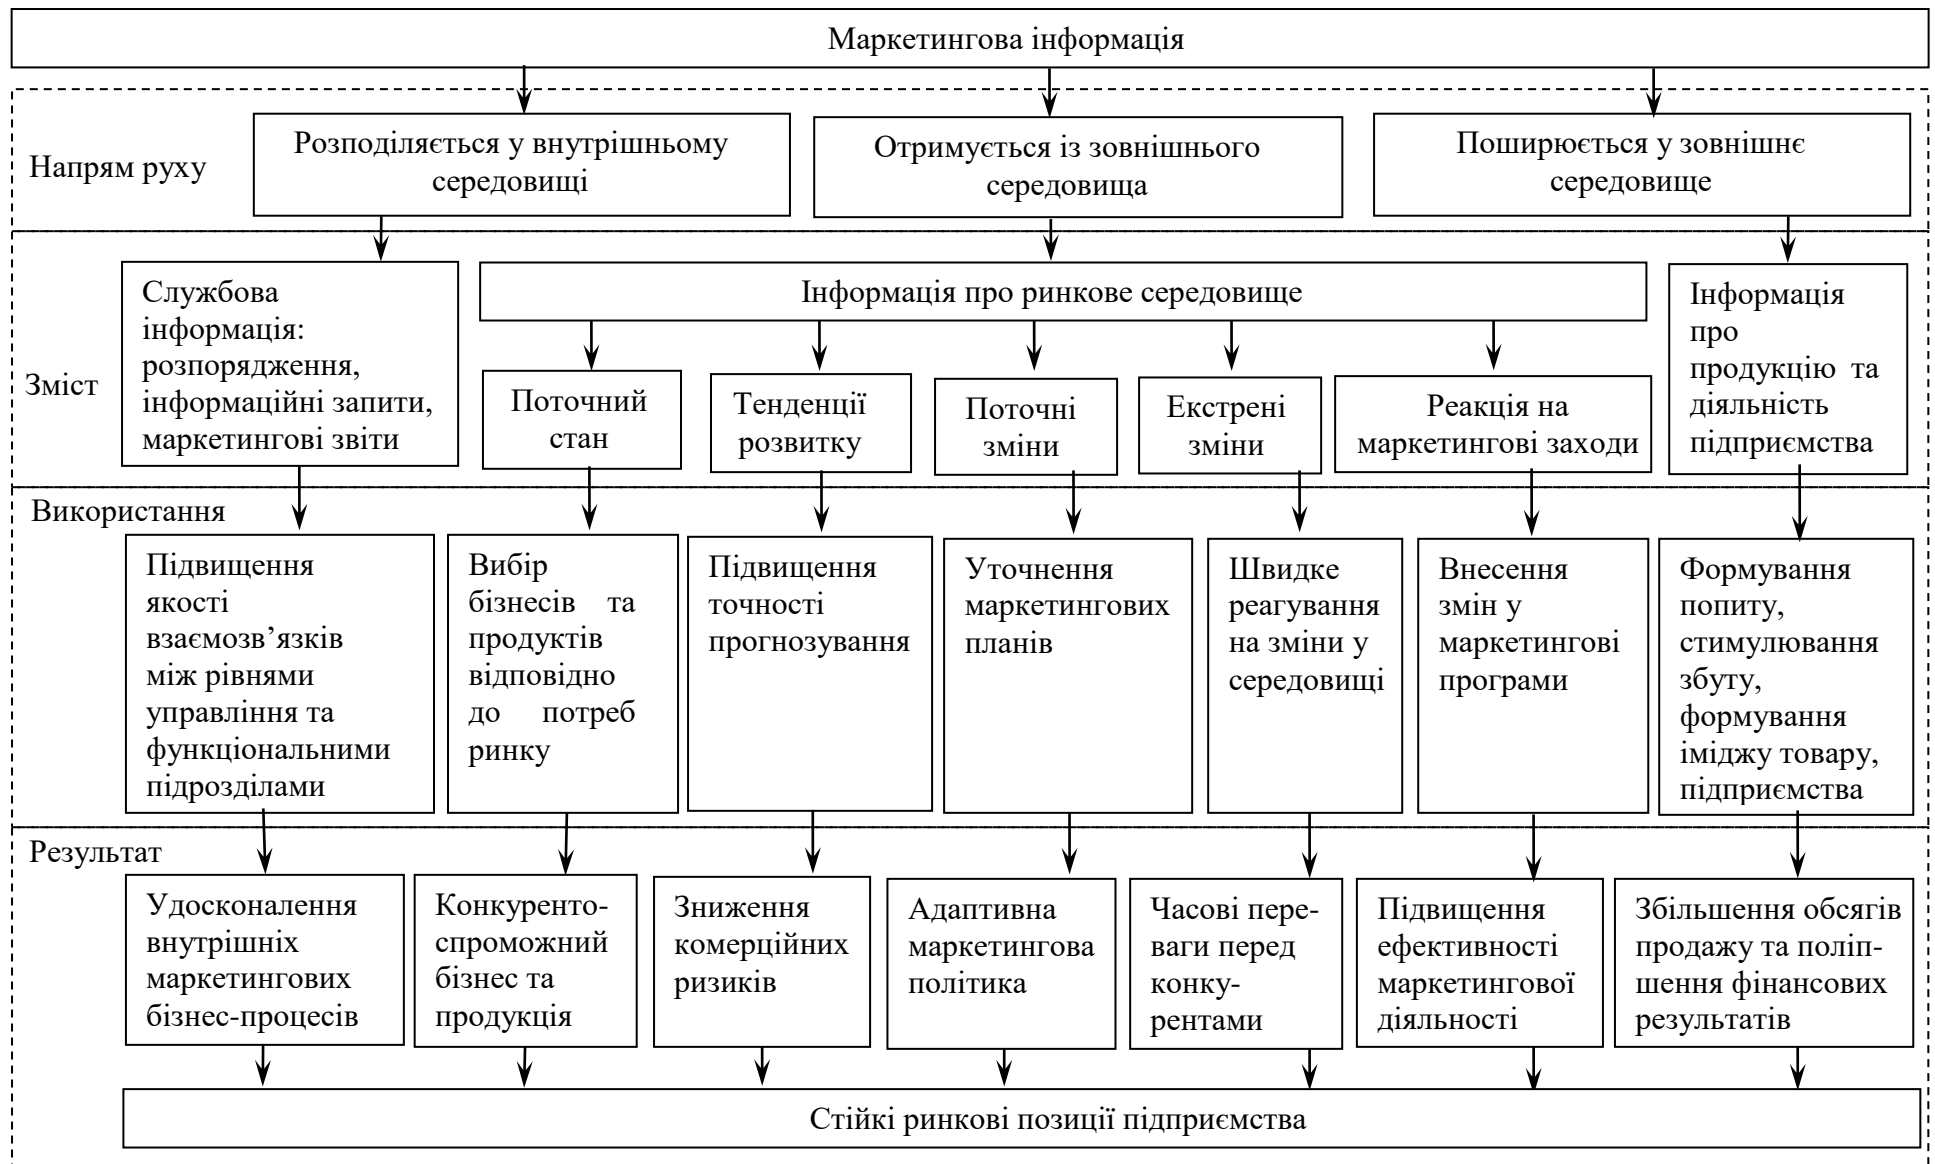 Маркетингова інформація
Напрям руху
Розподіляється у внутрішньому
середовищі
Отримується із зовнішнього
середовища
Поширюється у зовнішнє
середовище
Зміст
Службова
інформація:
розпорядження,
інформаційні запити,
маркетингові звіти
Інформація про ринкове середовище
Поточний
стан
Тенденції
розвитку
Поточні
зміни
Екстрені
зміни
Реакція на
маркетингові заходи
Інформація
про
продукцію та
діяльність
підприємства
Використання
Підвищення
якості
взаємозв’язків
між рівнями
управління та
функціональними
підрозділами
Вибір
бізнесів та
продуктів
відповідно
до потреб
ринку
Підвищення
точності
прогнозування
Уточнення
маркетингових
планів
Швидке
реагування
на зміни у
середовищі
Внесення
змін у
маркетингові
програми
Формування
попиту,
стимулювання
збуту,
формування
іміджу товару,
підприємства
Результат
Удосконалення
внутрішніх
маркетингових
бізнес-процесів
Конкуренто-
спроможний
бізнес та
продукція
Зниження
комерційних
ризиків
Адаптивна
маркетингова
політика
Часові пере-
ваги перед
конку-
рентами
Підвищення
ефективності
маркетингової
діяльності
Збільшення обсягів
продажу та поліп-
шення фінансових
результатів
Стійкі ринкові позиції підприємства